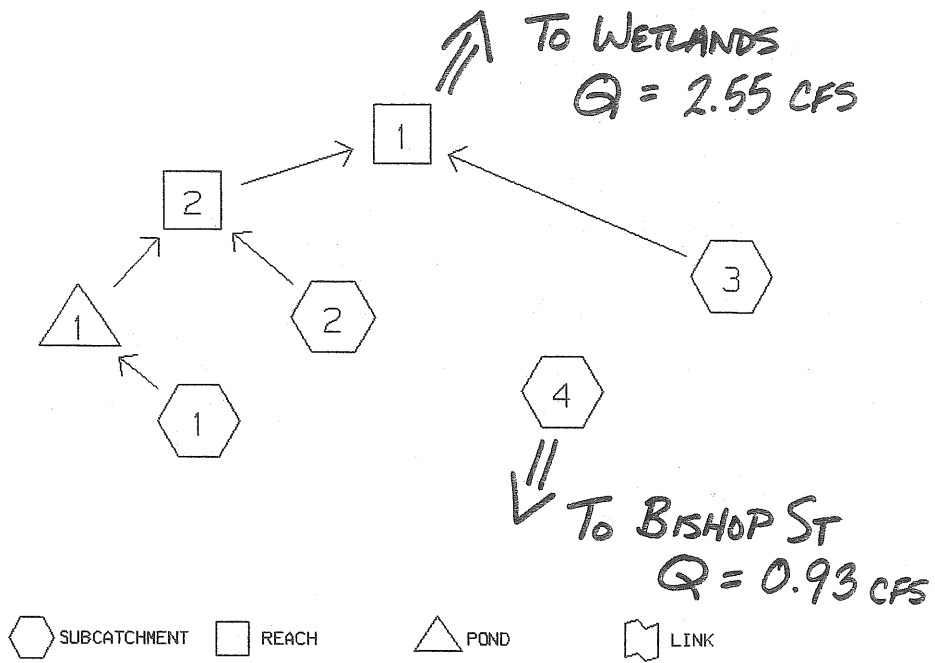 To WETLANDS
Q = 2.55 CFS
1
2
3
1
2
4
1
To BISHOP ST
Q = 0.93 CFS
SUBCATCHMENT REACH POND LINK